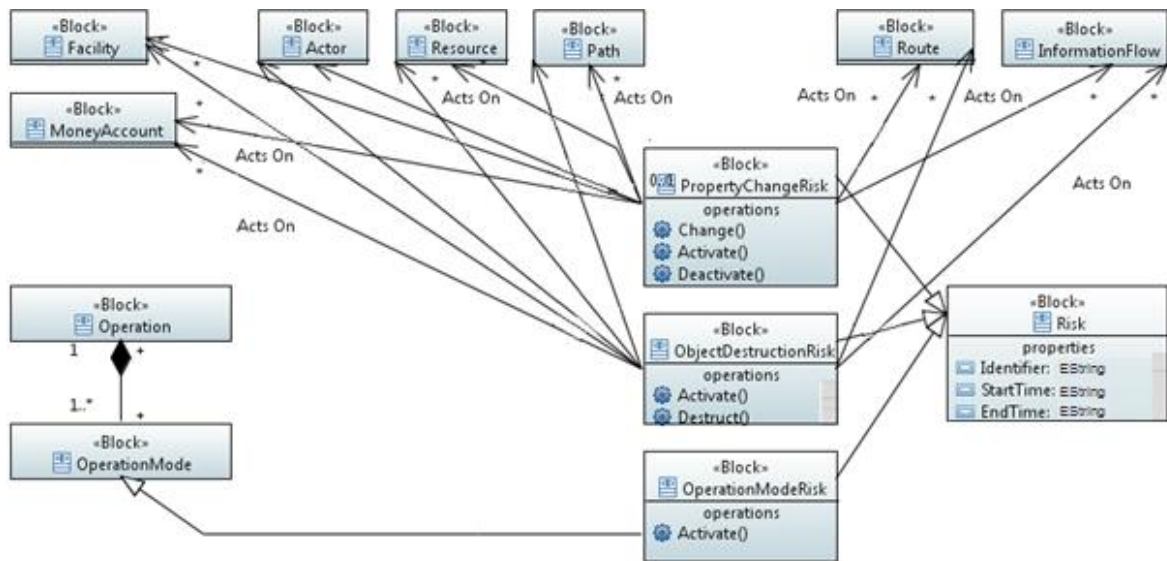 «Block»
Facility
«Block»
Actor
«Block»
Resource
«Block»
Path
«Block»
Route
«Block»
InformationFlow
*
*
*
*
*
*
*
*
*
Acts On
Acts On
Acts On
Acts On
«Block»
MoneyAccount
*
*
Acts On
Acts On
Acts On
«Block»
PropertyChangeRisk
operations
Change()
Activate()
Deactivate()
«Block»
Operation
1
+
1..*
+
«Block»
OperationMode
«Block»
ObjectDestructionRisk
operations
Activate()
Destruct()
«Block»
Risk
properties
Identifier: EString
StartTime: EString
EndTime: EString
«Block»
OperationModeRisk
operations
Activate()